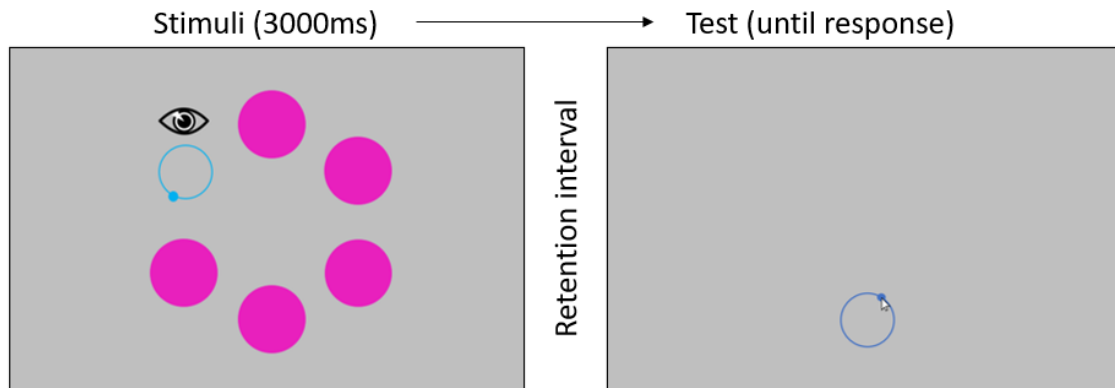 Stimuli (3000ms)
Test (until response)
Retention interval